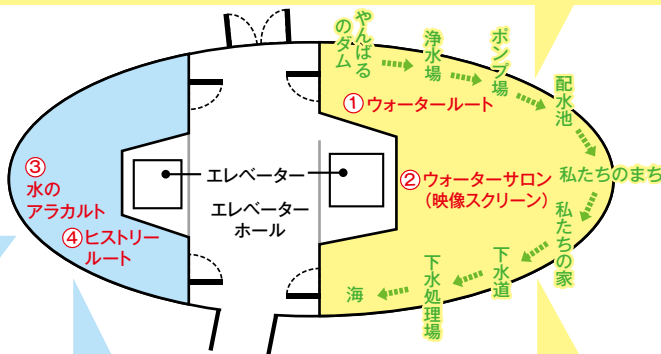 やんばる
のダム
浄水場
ポンプ場
配水池
私たちのまち
私たちの家
下水道
下水処理場
海
①ウォータールート
②ウォーターサロン
(映像スクリーン)
エレベーター
エレベーター
ホール
③
水の
アラカルト
④ヒストリー
ルート